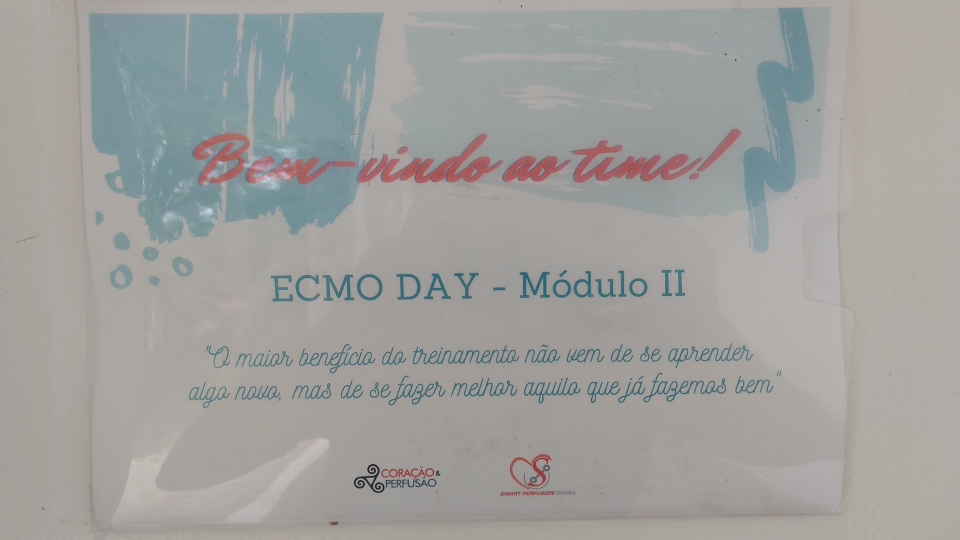 Bem-vindo ao time!
ECMO DAY - Módulo II
"O maior benefício do treinamento não vem de se aprender
algo novo, mas de se fazer melhor aquilo que já fazemos bem"
CORAÇÃO &
PERFUSÃO
SMART PERFUSION BRASIL